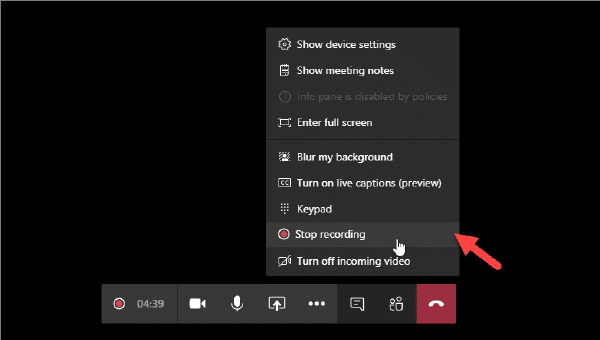 Show device settings
Show meeting notes
Info pane is disabled by policies
Enter full screen
Blur my background
CC Turn on live captions (preview)
Keypad
Stop recording
Turn off incoming video
04:39